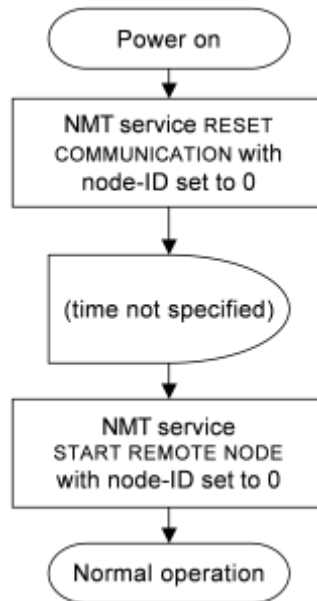 Power on
NMT service RESET
COMMUNICATION with
node-ID set to 0
(time not specified)
NMT service
START REMOTE NODE
with node-ID set to 0
Normal operation